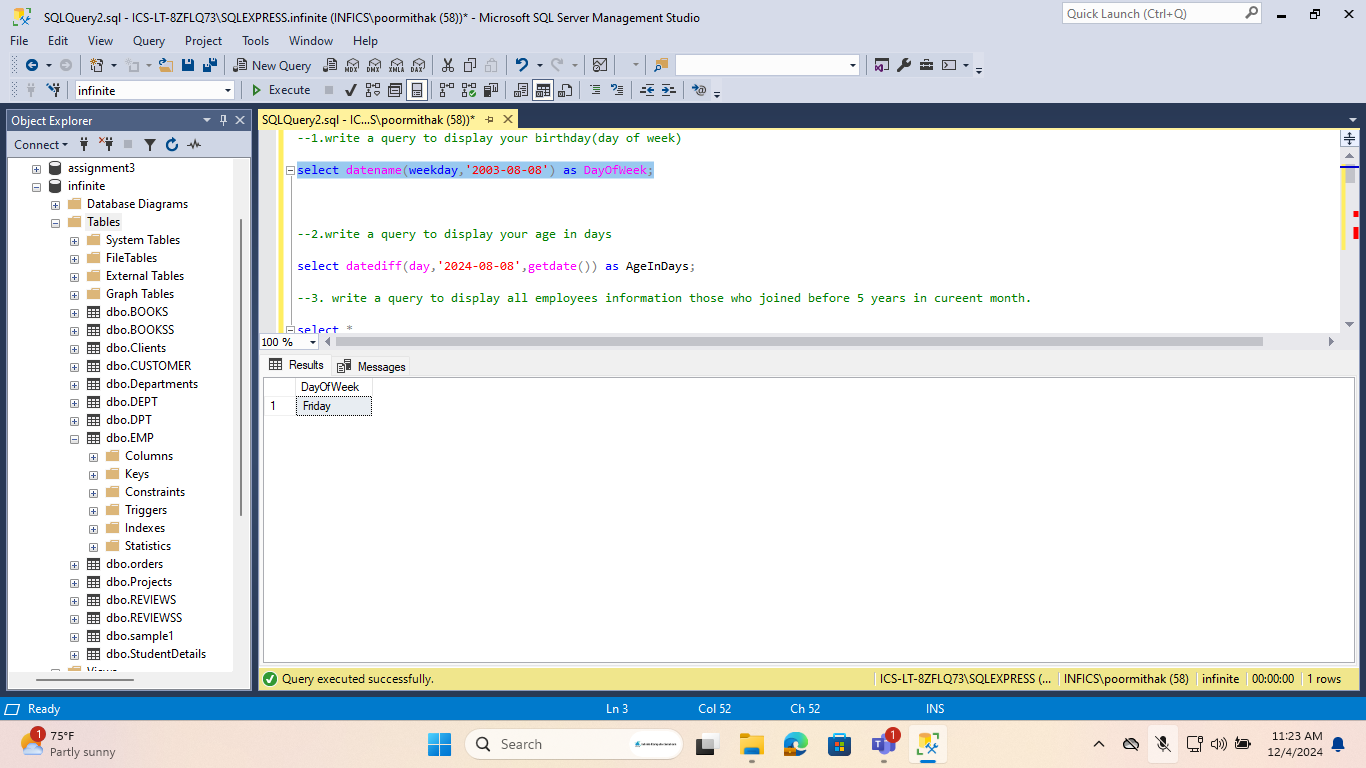 SQLQuery2.sql - ICS-LT-8ZFLQ73\SQLEXPRESS.infinite (INFICS\poormithak (58))* - Microsoft SQL Server Management Studio
Quick Launch (Ctrl+Q)
File Edit View Query Project Tools Window Help
New Query
MDX DMX XMLA DAX
infinite
Execute
Object Explorer
SQLQuery2.sql - IC...S\poormithak (58))*
Connect
assignment3
infinite
Database Diagrams
Tables
System Tables
FileTables
External Tables
Graph Tables
dbo.BOOKS
dbo.BOOKSS
dbo.Clients
dbo.CUSTOMER
dbo.Departments
dbo.DEPT
dbo.DPT
dbo.EMP
Columns
Keys
Constraints
Triggers
Indexes
Statistics
dbo.orders
dbo.Projects
dbo.REVIEWS
dbo.REVIEWSS
dbo.sample1
dbo.StudentDetails
Views
--1.write a query to display your birthday(day of week)
select datename(weekday,'2003-08-08') as DayOfWeek;
--2.write a query to display your age in days
select datediff(day,'2024-08-08',getdate()) as AgeInDays;
--3. write a query to display all employees information those who joined before 5 years in cureent month.
select *
100 %
Results Messages
DayOfWeek
1 Friday
Query executed successfully.
ICS-LT-8ZFLQ73\SQLEXPRESS (... INFICS\poormithak (58) infinite 00:00:00 1 rows
Ready Ln 3 Col 52 Ch 52 INS
1
75°F
Partly sunny
Search
1
11:23 AM
12/4/2024